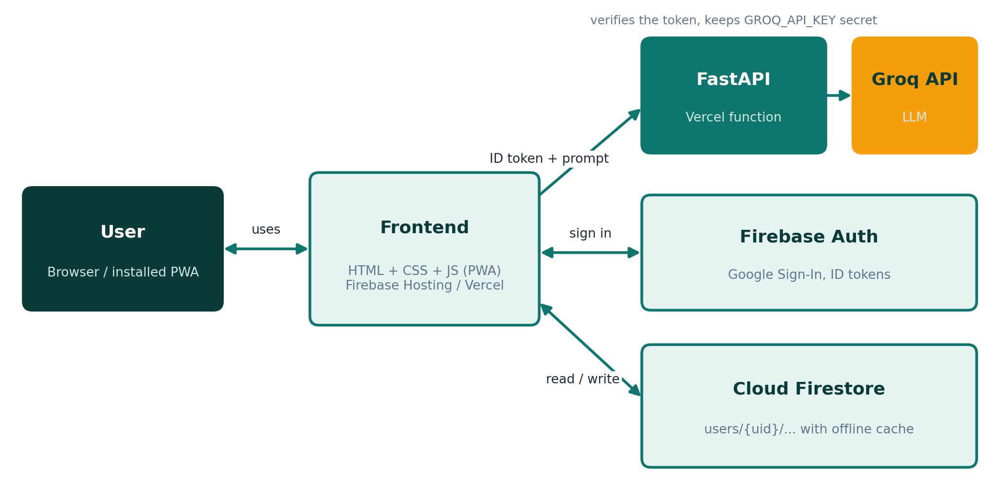 verifies the token, keeps GROQ_API_KEY secret
FastAPI
Vercel function
Groq API
LLM
ID token + prompt
User
Browser / installed PWA
uses
Frontend
HTML + CSS + JS (PWA)
Firebase Hosting / Vercel
sign in
Firebase Auth
Google Sign-In, ID tokens
read / write
Cloud Firestore
users/{uid}/... with offline cache